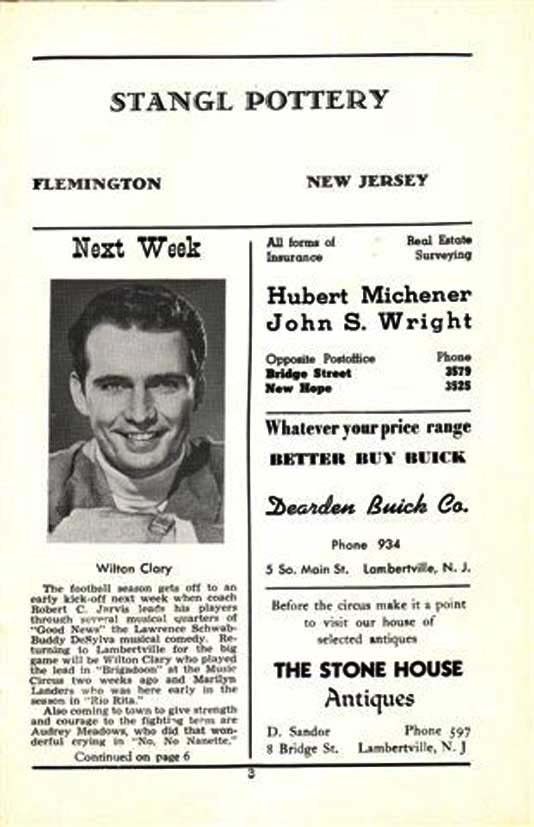 STANGL POTTERY
FLEMINGTON NEW JERSEY
Next Week
Wilton Clary
The football season gets off to an
early kick-off next week when coach
Robert C. Jarvis leads his players
through several musical quarters of
"Good News" the Lawrence Schwab-
Buddy DeSylva musical comedy. Re-
turning to Lambertville for the big
game will be Wilton Clary who played
the lead in "Brigadoon" at the Music
Circus two weeks ago and Marilyn
Landers who was here early in the
season in "Rio Rita."
Also coming to town to give strength
and courage to the fighting team are
Audrey Meadows, who did that won-
derful crying in "No, No Nanette,"
Continued on page 6
All forms of Real Estate
Insurance Surveying
Hubert Michener
John S. Wright
Opposite Postoffice Phone
Bridge Street 3579
New Hope 3525
Whatever your price range
BETTER BUY BUICK
Dearden Buick Co.
Phone 934
5 So. Main St. Lambertville, N. J.
Before the circus make it a point
to visit our house of
selected antiques
THE STONE HOUSE
Antiques
D. Sandor Phone 597
8 Bridge St. Lambertville, N. J
3